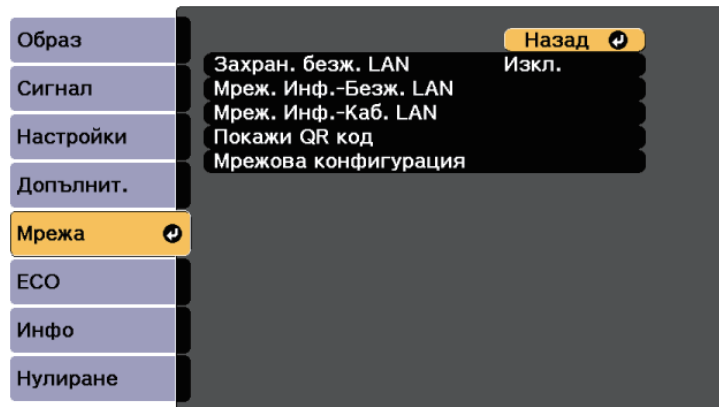 Образ
Сигнал
Настройки
Допълнит.
Мрежа
ECO
Инфо
Нулиране
Назад
Захран. безж. LAN Изкл.
Мреж. Инф.-Безж. LAN
Мреж. Инф.-Каб. LAN
Покажи QR код
Мрежова конфигурация